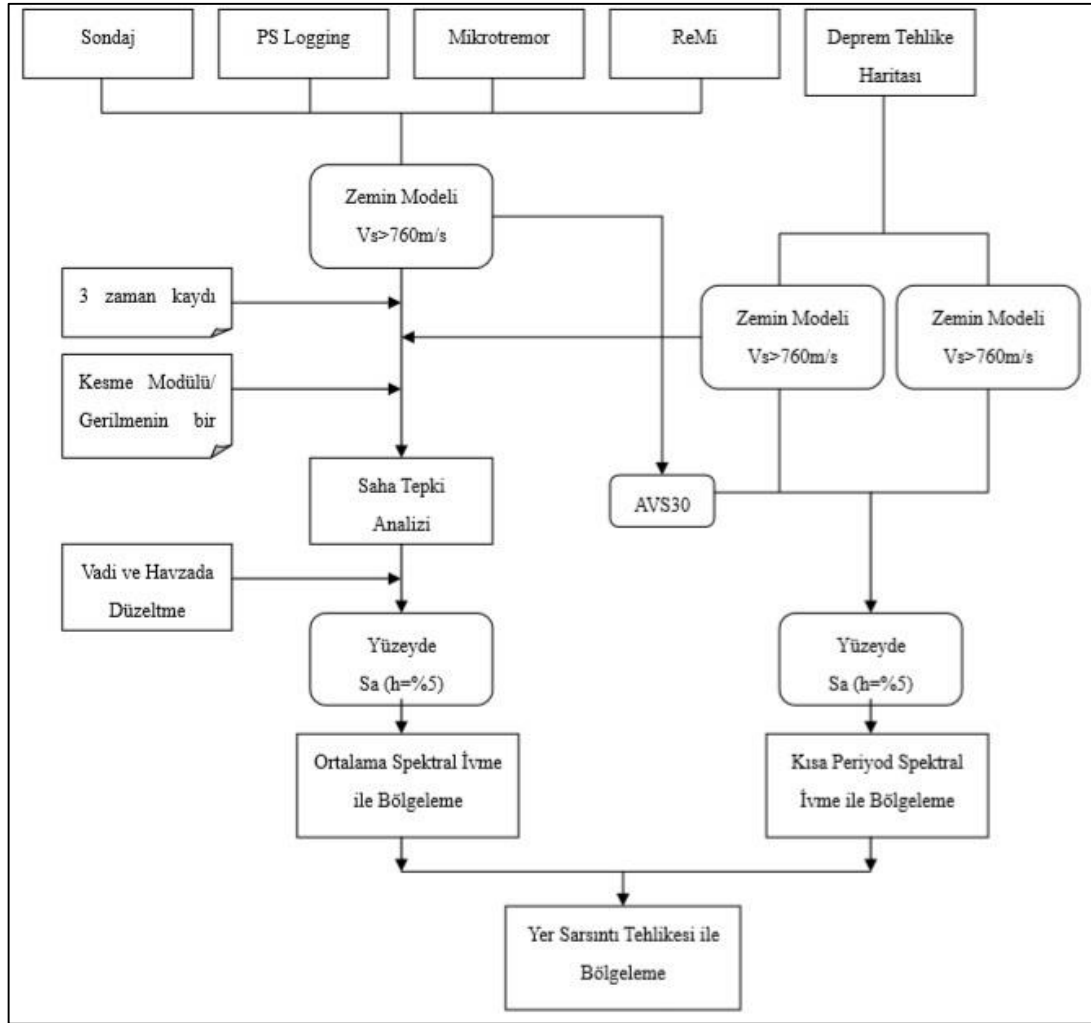 Sondaj
PS Logging
Mikrotremor
ReMi
Deprem Tehlike
Haritası
Zemin Modeli
Vs>760m/s
3 zaman kaydı
Zemin Modeli
Vs>760m/s
Zemin Modeli
Vs>760m/s
Kesme Modülü/
Gerilmenin bir
Saha Tepki
Analizi
AVS30
Vadi ve Havzada
Düzeltme
Yüzeyde
Sa (h=%5)
Yüzeyde
Sa (h=%5)
Ortalama Spektral İvme
ile Bölgeleme
Kısa Periyod Spektral
İvme ile Bölgeleme
Yer Sarsıntı Tehlikesi ile
Bölgeleme